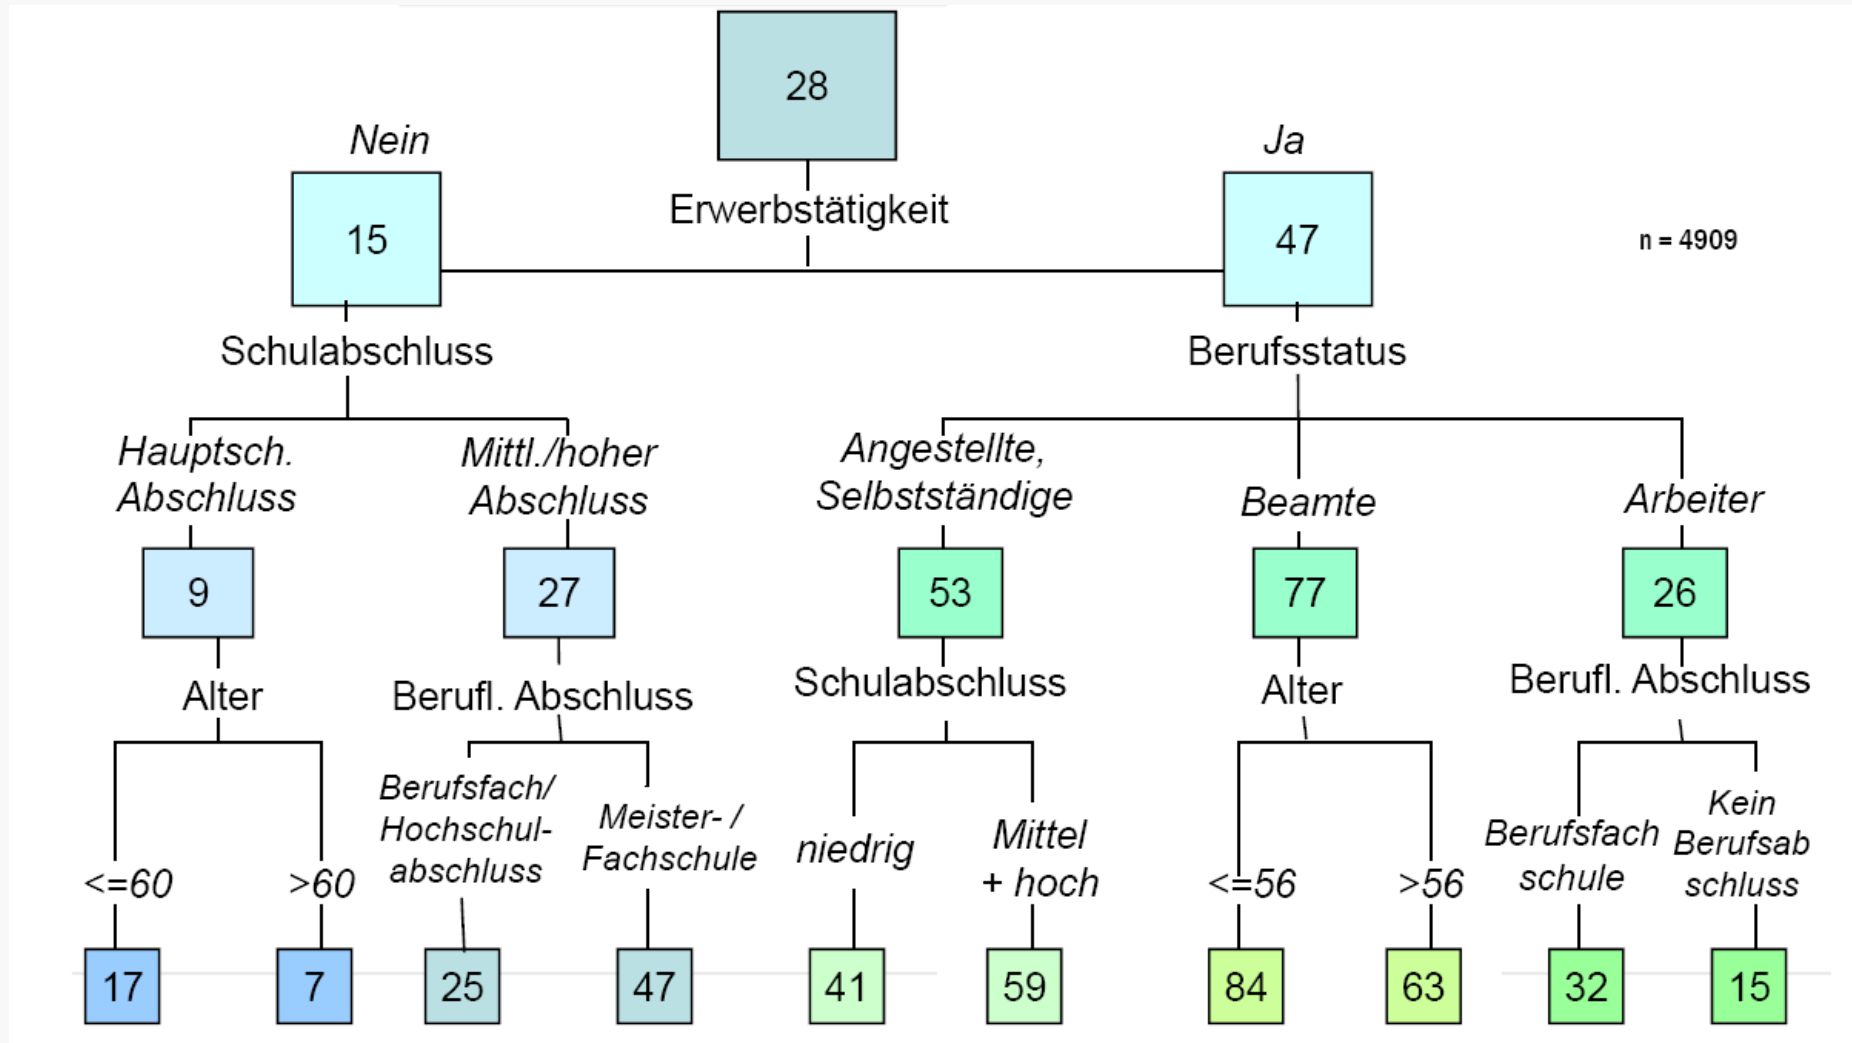 28
Nein
Ja
15
Erwerbstätigkeit
47
n = 4909
Schulabschluss
Berufsstatus
Hauptsch.
Abschluss
Mittl./hoher
Abschluss
Angestellte,
Selbstständige
Beamte
Arbeiter
9
27
53
77
26
Alter
Berufl. Abschluss
Schulabschluss
Alter
Berufl. Abschluss
<=60
>60
Berufsfach/
Hochschul-
abschluss
Meister- /
Fachschule
niedrig
Mittel
+ hoch
<=56
>56
Berufsfach
schule
Kein
Berufsab
schluss
17
7
25
47
41
59
84
63
32
15